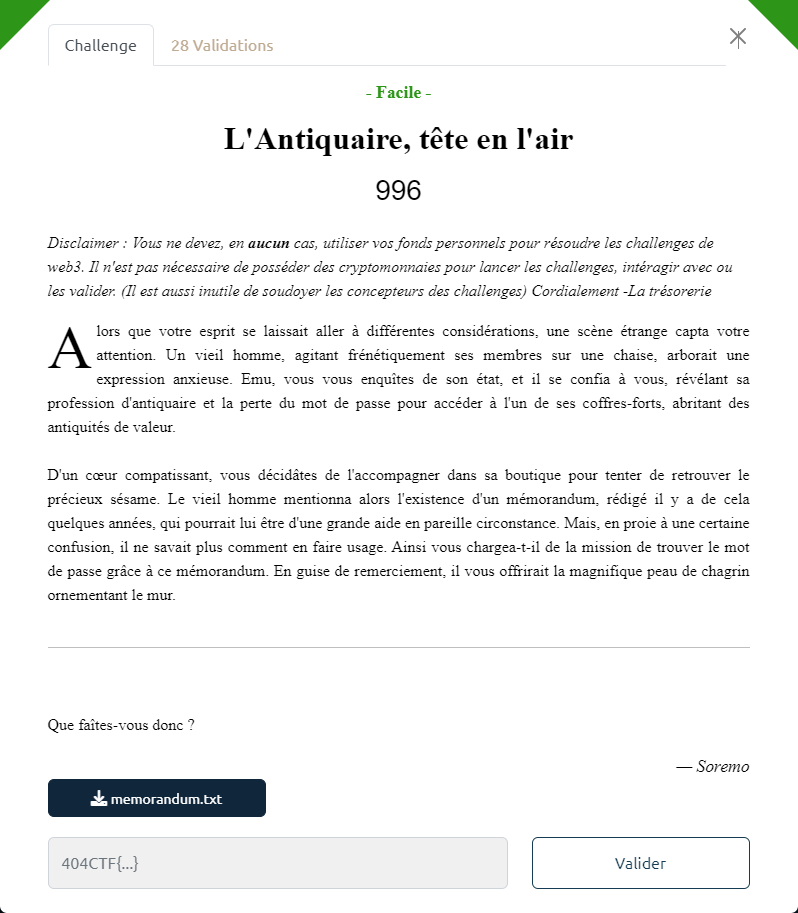 Challenge
28 Validations
- Facile -
L'Antiquaire, tête en l'air
996
Disclaimer : Vous ne devez, en aucun cas, utiliser vos fonds personnels pour résoudre les challenges de
web3. Il n'est pas nécessaire de posséder des cryptomonnaies pour lancer les challenges, intéragir avec ou
les valider. (Il est aussi inutile de soudoyer les concepteurs des challenges) Cordialement -La trésorerie
Alors que votre esprit se laissait aller à différentes considérations, une scène étrange capta votre
attention. Un vieil homme, agitant frénétiquement ses membres sur une chaise, arborait une
expression anxieuse. Emu, vous vous enquîtes de son état, et il se confia à vous, révélant sa
profession d'antiquaire et la perte du mot de passe pour accéder à l'un de ses coffres-forts, abritant des
antiquités de valeur.
D'un cœur compatissant, vous décidâtes de l'accompagner dans sa boutique pour tenter de retrouver le
précieux sésame. Le vieil homme mentionna alors l'existence d'un mémorandum, rédigé il y a de cela
quelques années, qui pourrait lui être d'une grande aide en pareille circonstance. Mais, en proie à une certaine
confusion, il ne savait plus comment en faire usage. Ainsi vous chargea-t-il de la mission de trouver le mot
de passe grâce à ce mémorandum. En guise de remerciement, il vous offrirait la magnifique peau de chagrin
ornementant le mur.
Que faîtes-vous donc ?
— Soremo
memorandum.txt
404CTF{...}
Valider